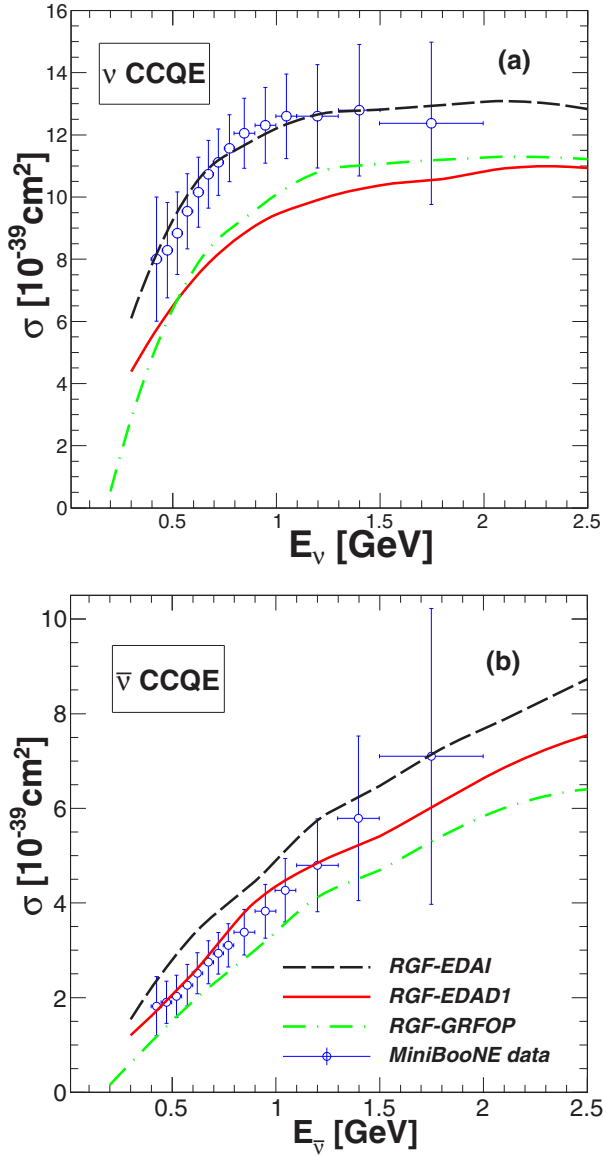 ν CCQE
(a)
16
14
12
10
8
6
4
2
0
σ [10⁻³⁹cm²]
0.5 1 1.5 2 2.5
E_ν [GeV]
ν̅ CCQE
(b)
10
8
6
4
2
0
σ [10⁻³⁹cm²]
RGF-EDAI
RGF-EDAD1
RGF-GRFOP
MiniBooNE data
0.5 1 1.5 2 2.5
E_ν̅ [GeV]